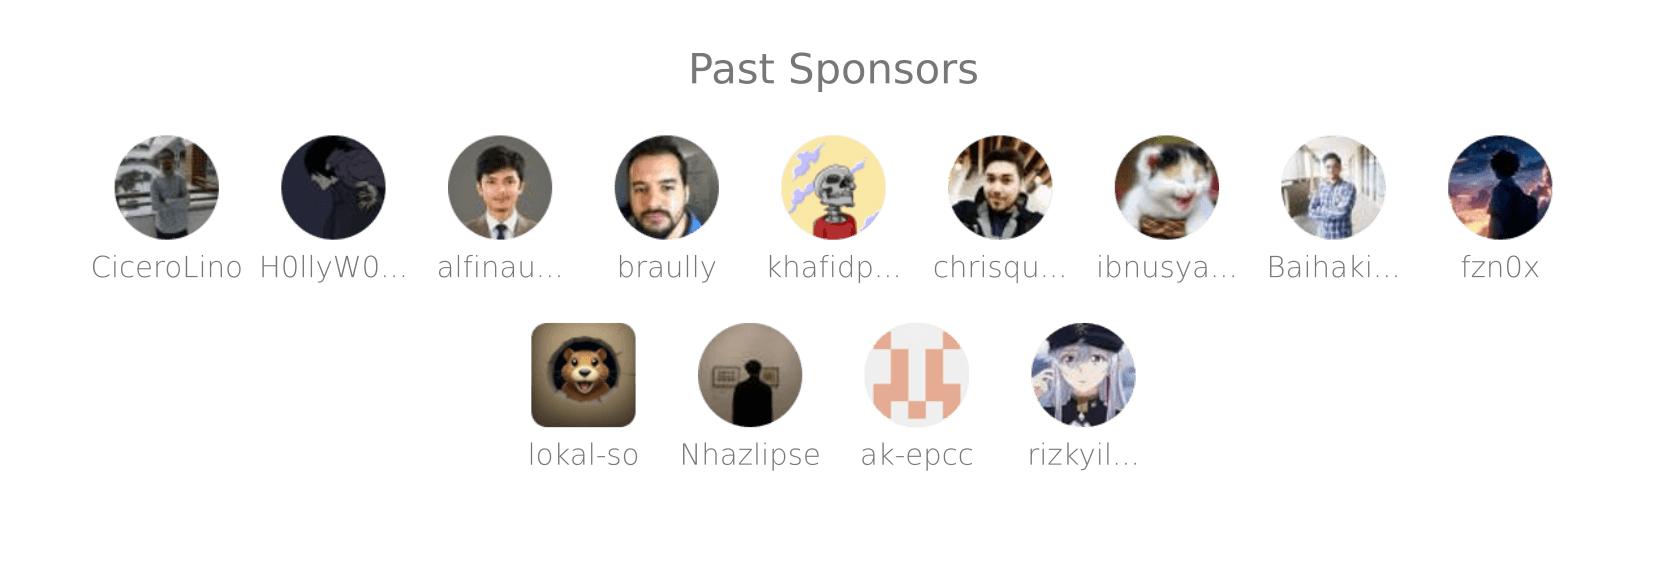 Past Sponsors
CiceroLino H0llyW0... alfinau... braully khafidp... chrisqu... ibnusya... Baihaki... fzn0x
lokal-so Nhazlipse ak-epcc rizkyil...